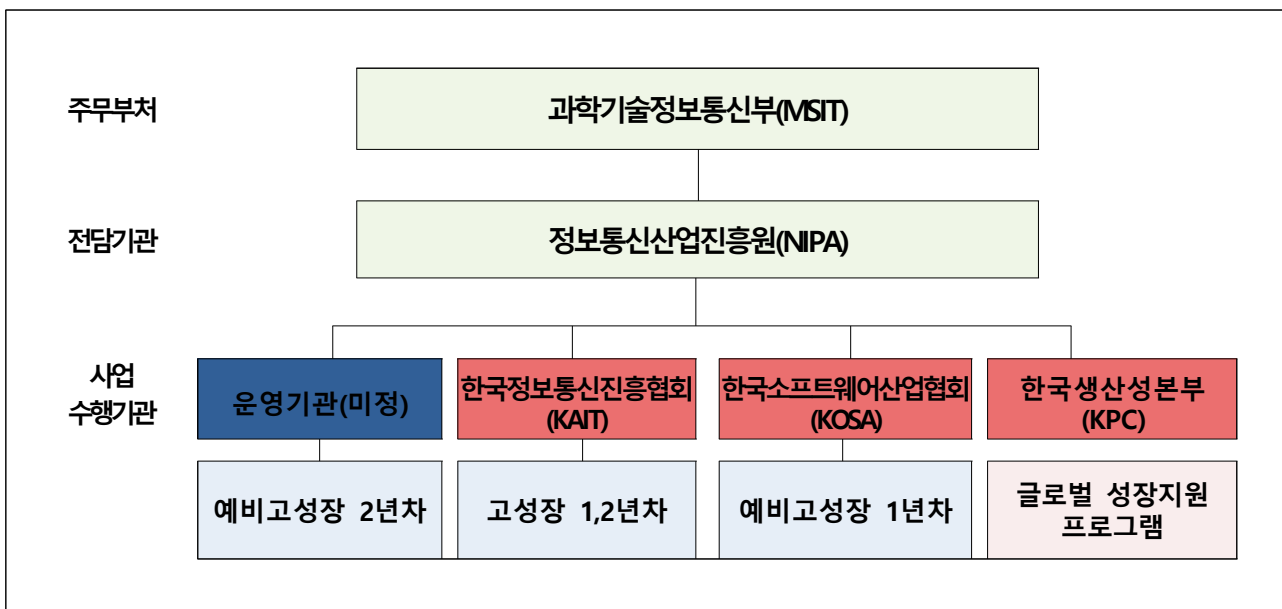 주무부처
과학기술정보통신부(MSIT)
전담기관
정보통신산업진흥원(NIPA)
사업
수행기관
운영기관(미정)
한국정보통신진흥협회
(KAIT)
한국소프트웨어산업협회
(KOSA)
한국생산성본부
(KPC)
예비고성장 2년차
고성장 1,2년차
예비고성장 1년차
글로벌 성장지원
프로그램